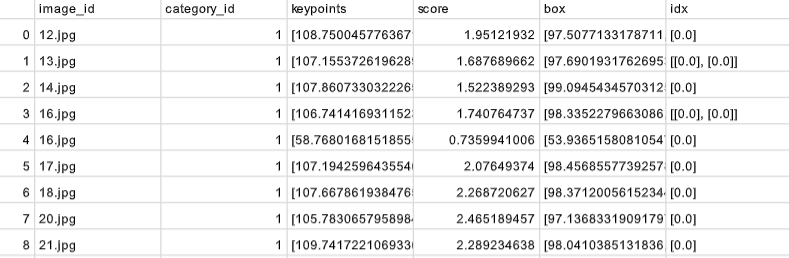 image_id category_id keypoints score box idx
0 12.jpg 1 [108.750045776367 1.95121932 [97.5077133178711 [0.0]
1 13.jpg 1 [107.155372619628 1.687689662 [97.6901931762695 [[0.0], [0.0]]
2 14.jpg 1 [107.860733032226 1.522389293 [99.0945434570312 [0.0]
3 16.jpg 1 [106.741416931152 1.740764737 [98.3352279663086 [[0.0], [0.0]]
4 16.jpg 1 [58.7680168151855 0.7359941006 [53.9365158081054 [0.0]
5 17.jpg 1 [107.194259643554 2.07649374 [98.4568557739257 [0.0]
6 18.jpg 1 [107.667861938476 2.268720627 [98.3712005615234 [0.0]
7 20.jpg 1 [105.783065795898 2.465189457 [97.1368331909179 [0.0]
8 21.jpg 1 [109.741722106933 2.289234638 [98.0410385131836 [0.0]